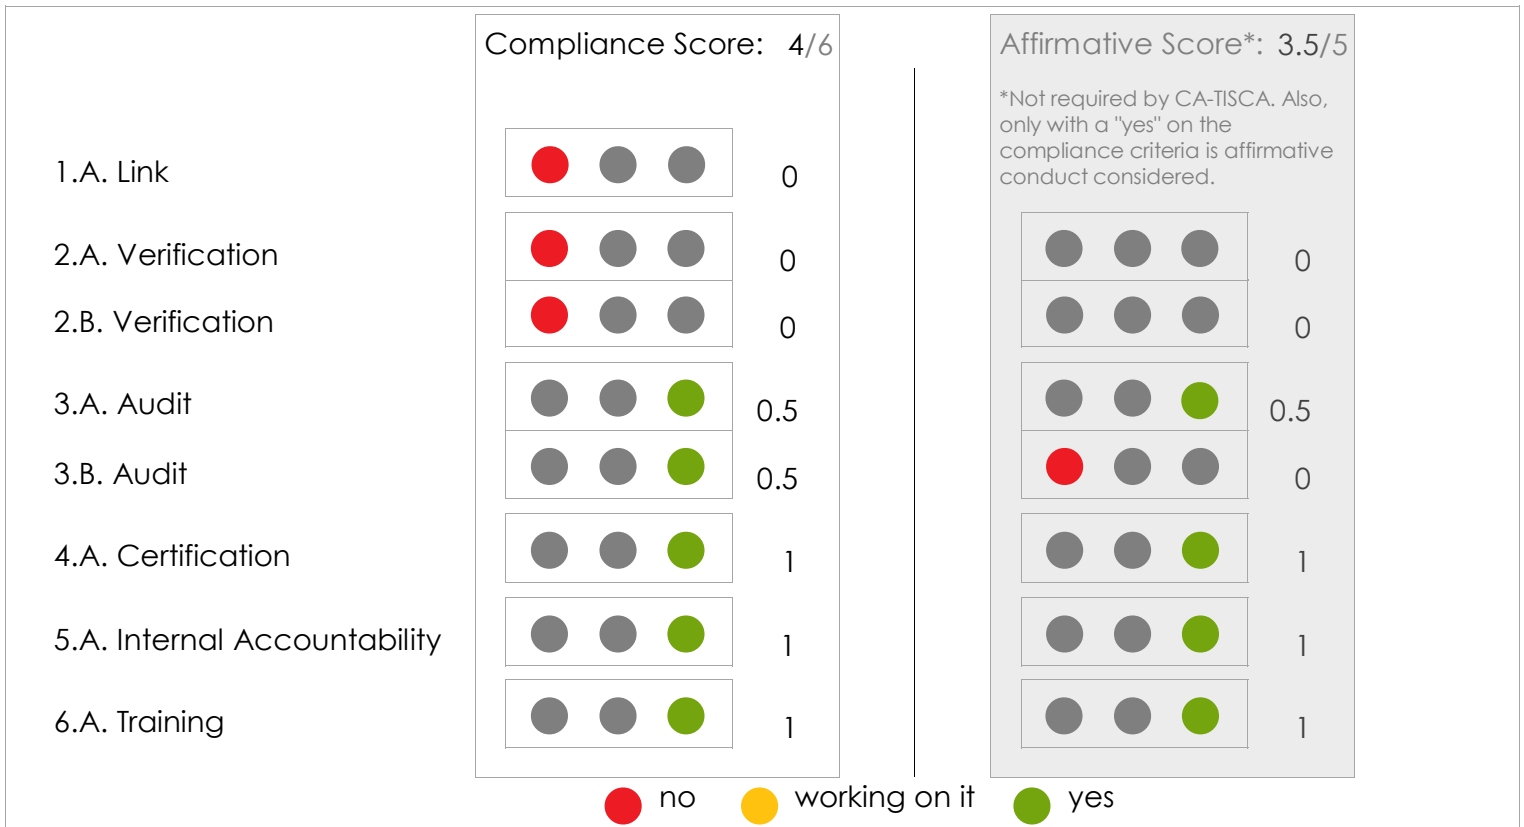 Compliance Score: 4/6
Affirmative Score*: 3.5/5
*Not required by CA-TISCA. Also,
only with a "yes" on the
compliance criteria is affirmative
conduct considered.
1.A. Link 0
2.A. Verification 0 0
2.B. Verification 0 0
3.A. Audit 0.5 0.5
3.B. Audit 0.5 0
4.A. Certification 1 1
5.A. Internal Accountability 1 1
6.A. Training 1 1
no working on it yes